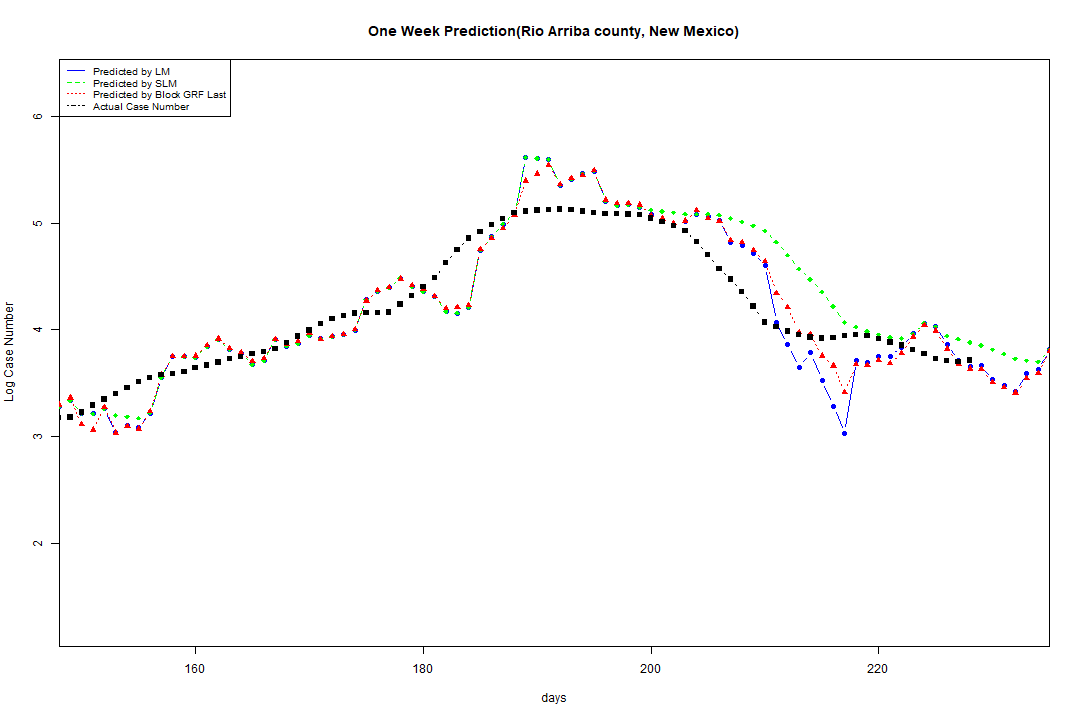 One Week Prediction(Rio Arriba county, New Mexico)
Predicted by LM
Predicted by SLM
Predicted by Block GRF Last
Actual Case Number
6
5
4
3
2
Log Case Number
160 180 200 220
days